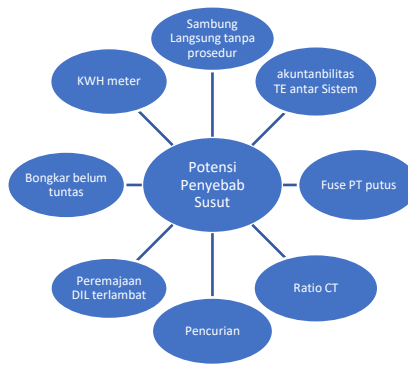 Sambung
Langsung tanpa
prosedur
akuntanbilitas
TE antar Sistem
Fuse PT putus
Ratio CT
Pencurian
Peremajaan
DIL terlambat
Bongkar belum
tuntas
KWH meter
Potensi
Penyebab
Susut